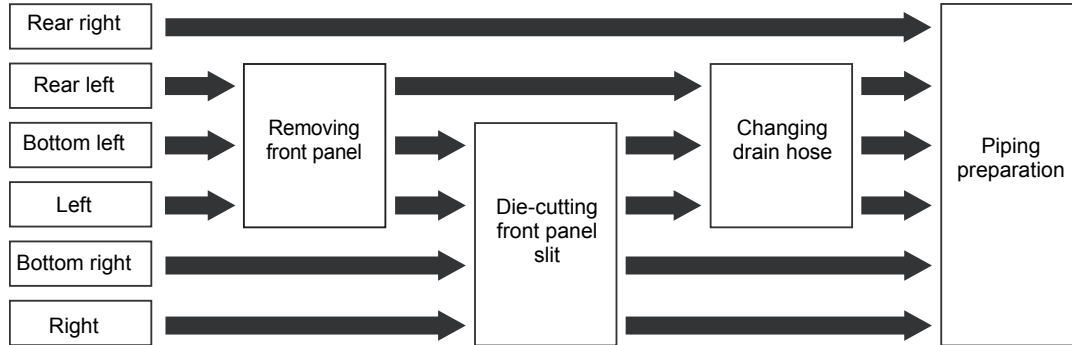 Rear right
Rear left
Bottom left
Left
Bottom right
Right
Removing
front panel
Die-cutting
front panel
slit
Changing
drain hose
Piping
preparation